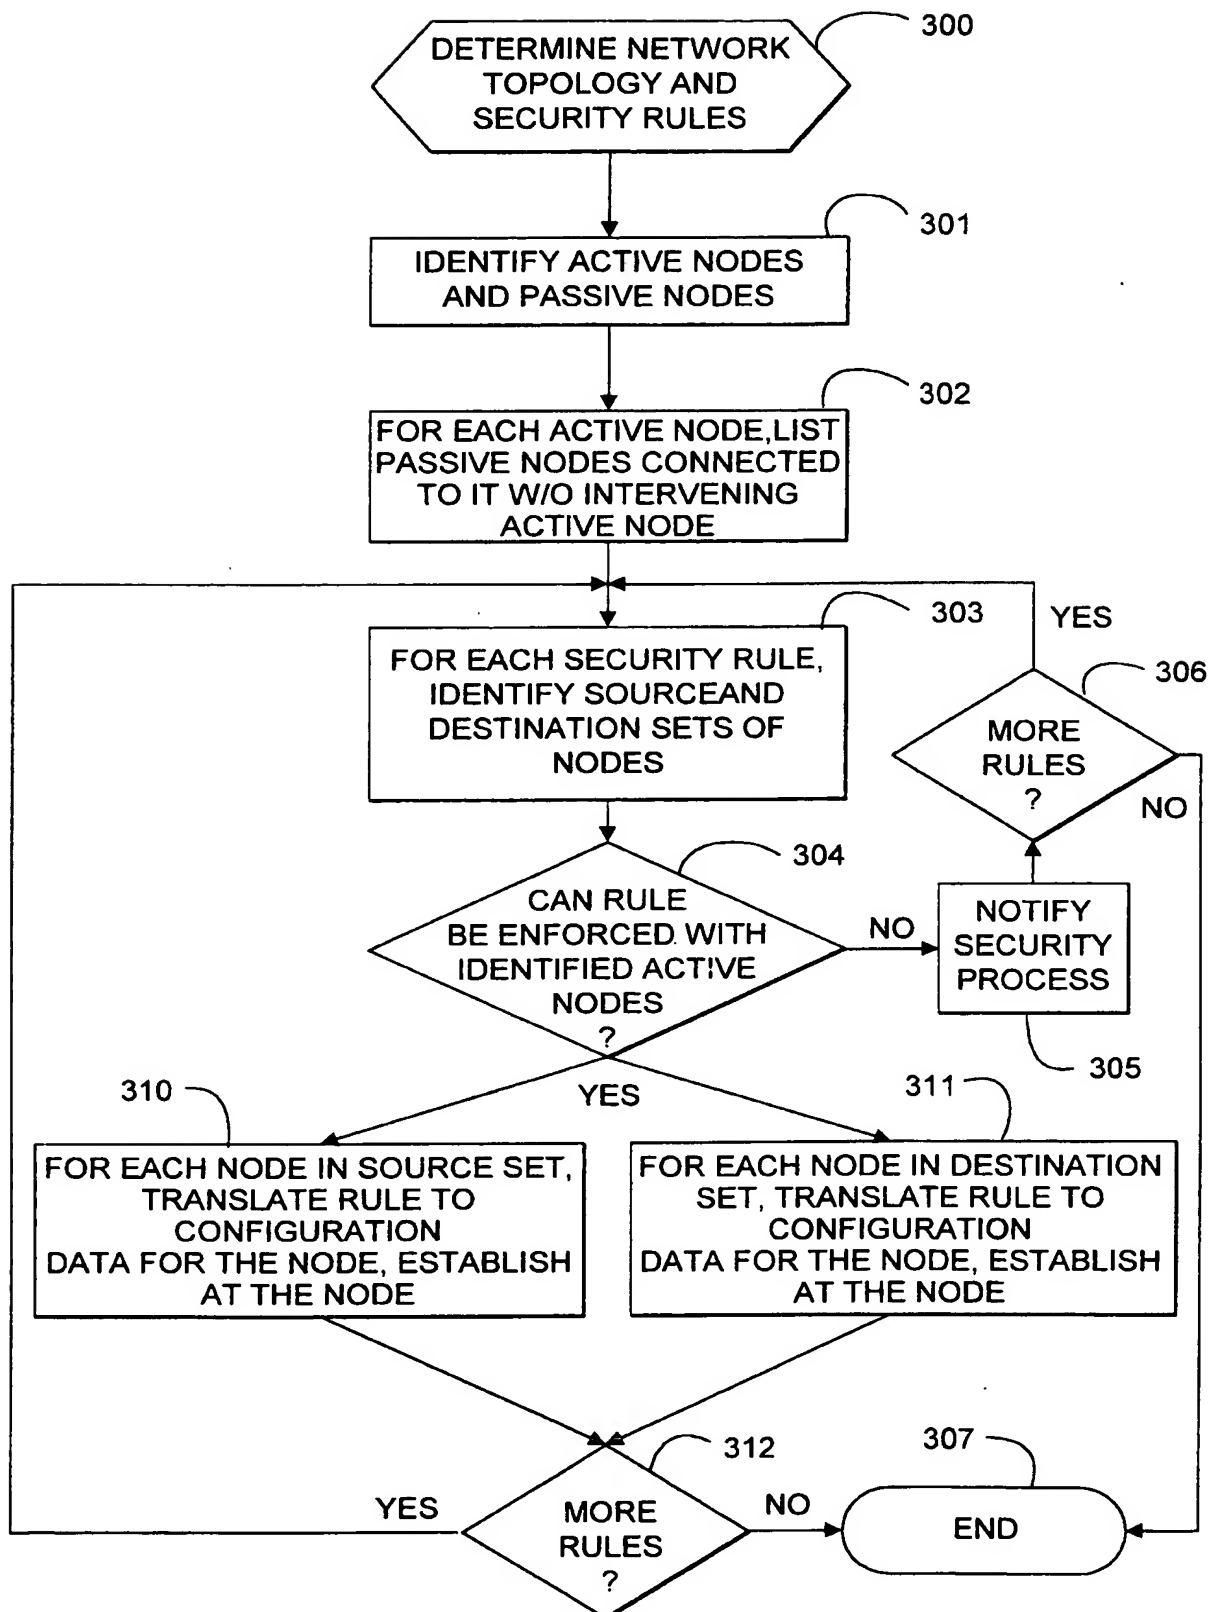 300
DETERMINE NETWORK
TOPOLOGY AND
SECURITY RULES
301
IDENTIFY ACTIVE NODES
AND PASSIVE NODES
302
FOR EACH ACTIVE NODE,LIST
PASSIVE NODES CONNECTED
TO IT W/O INTERVENING
ACTIVE NODE
303
FOR EACH SECURITY RULE,
IDENTIFY SOURCEAND
DESTINATION SETS OF
NODES
YES
306
MORE
RULES
?
NO
304
CAN RULE
BE ENFORCED WITH
IDENTIFIED ACTIVE
NODES
?
NO
NOTIFY
SECURITY
PROCESS
305
YES
310
FOR EACH NODE IN SOURCE SET,
TRANSLATE RULE TO
CONFIGURATION
DATA FOR THE NODE, ESTABLISH
AT THE NODE
311
FOR EACH NODE IN DESTINATION
SET, TRANSLATE RULE TO
CONFIGURATION
DATA FOR THE NODE, ESTABLISH
AT THE NODE
312
YES
MORE
RULES
?
NO
307
END